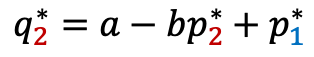 q₂* = a − bp₂* + p₁*